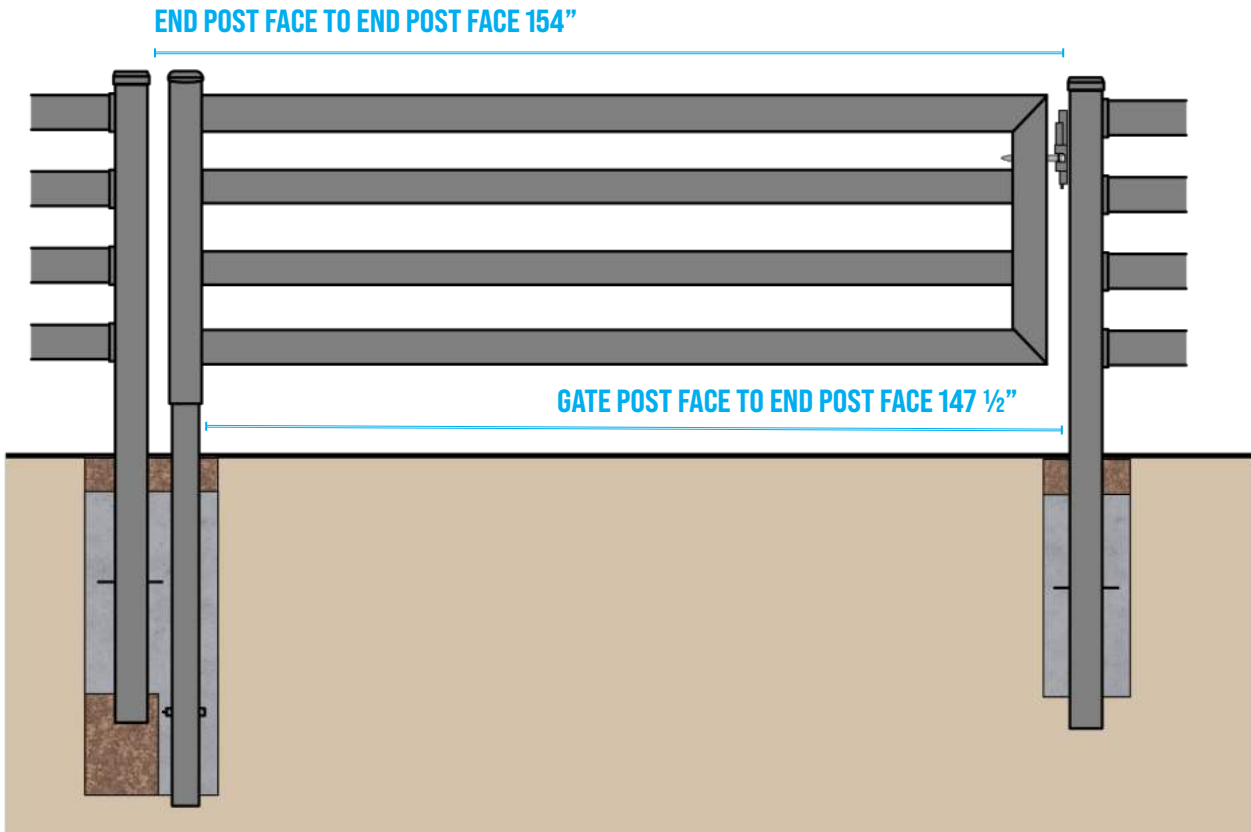 END POST FACE TO END POST FACE 154”
GATE POST FACE TO END POST FACE 147 ½”